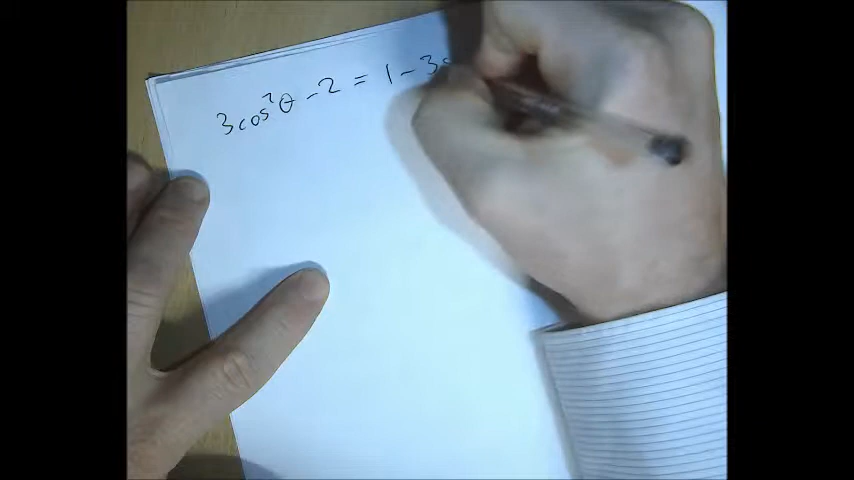 3cos²θ - 2 = 1 - 3